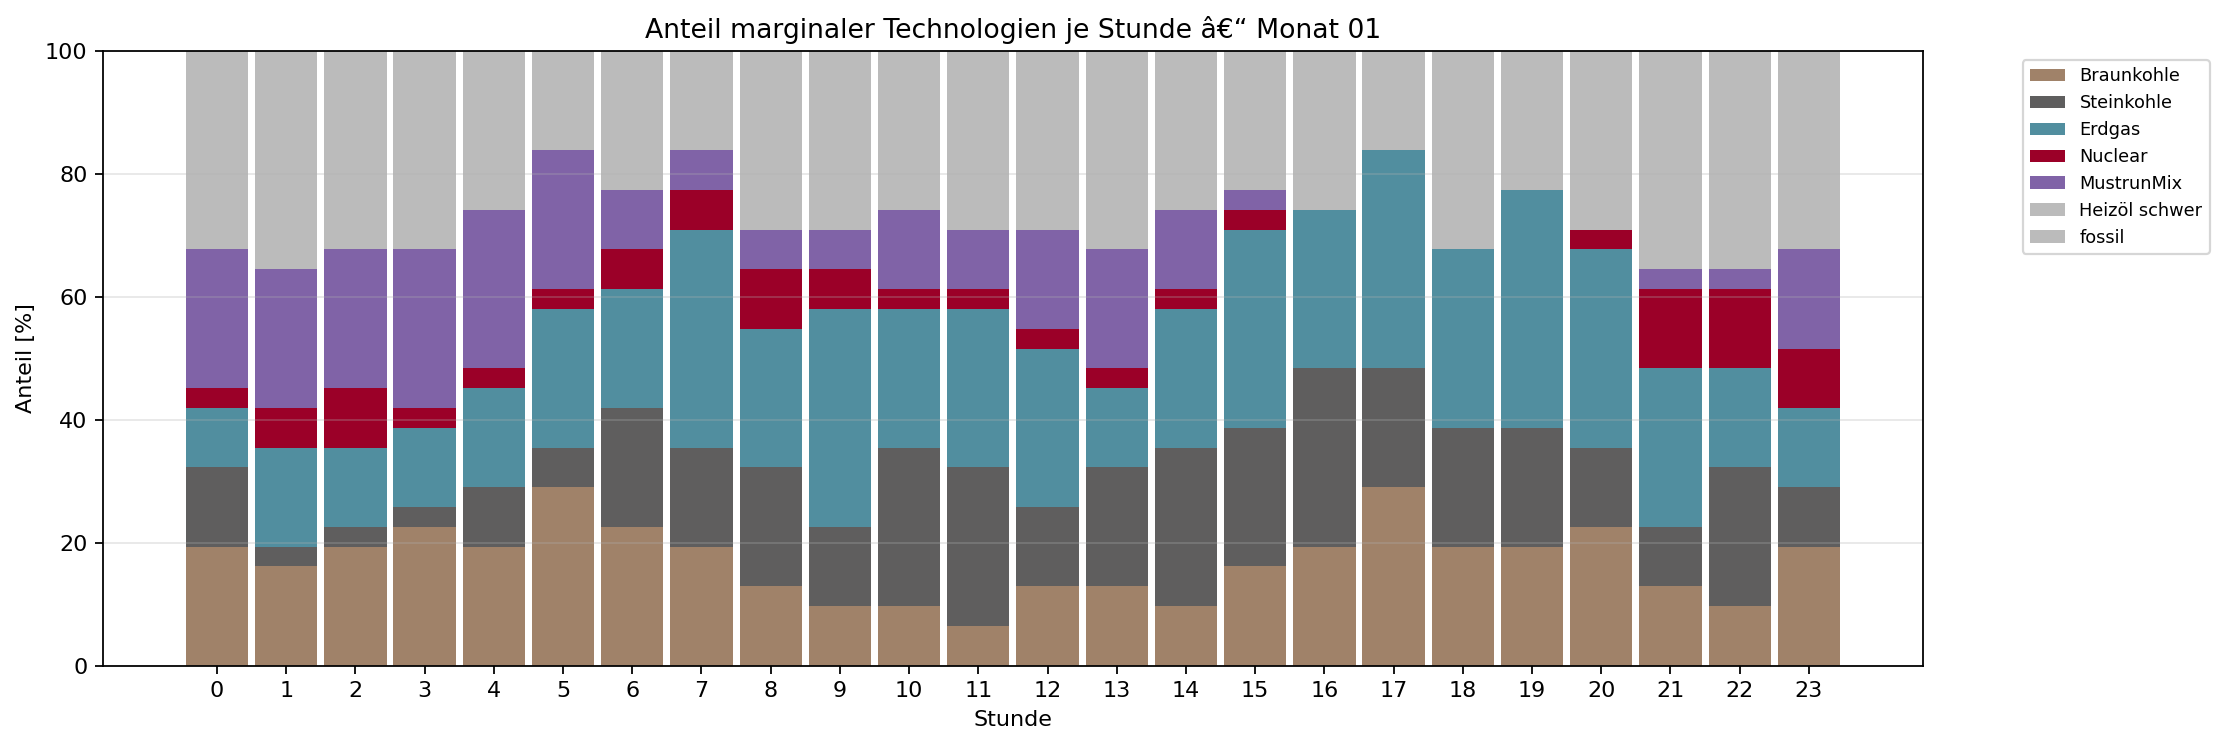 Anteil marginaler Technologien je Stunde â€“ Monat 01
Anteil [%]
100
80
60
40
20
0
0 1 2 3 4 5 6 7 8 9 10 11 12 13 14 15 16 17 18 19 20 21 22 23
Stunde
Braunkohle
Steinkohle
Erdgas
Nuclear
MustrunMix
Heizöl schwer
fossil